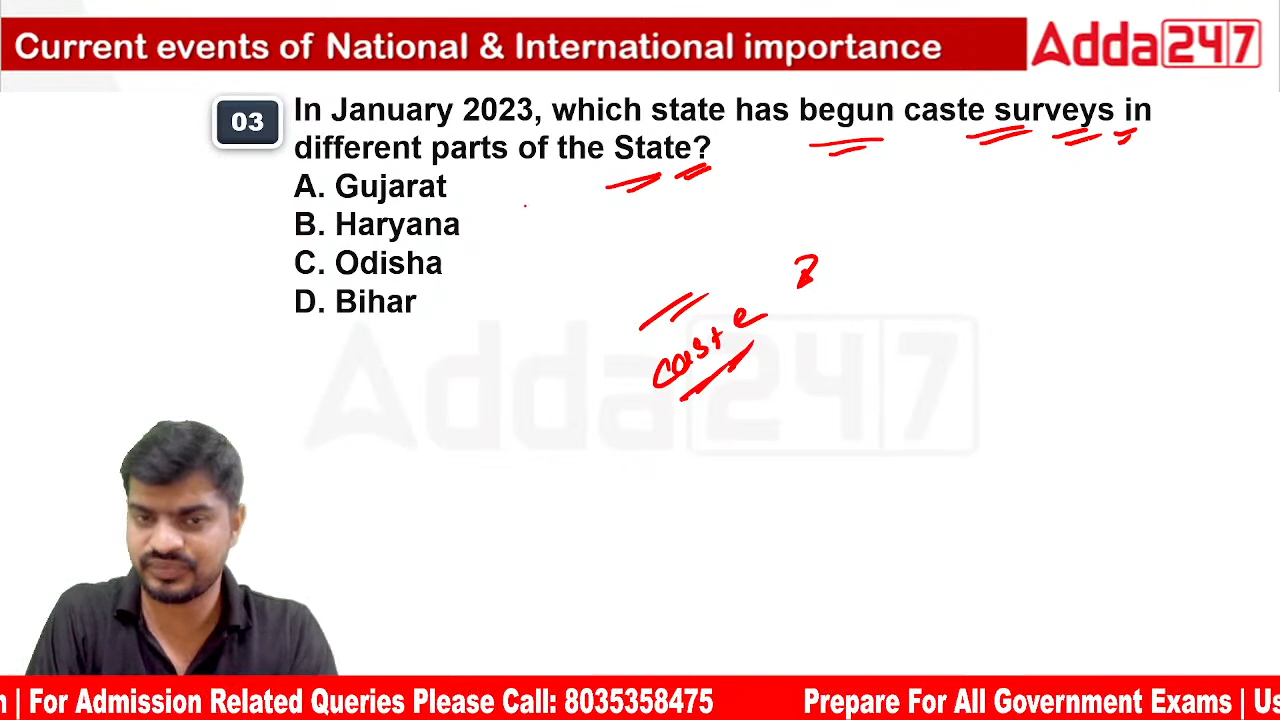 Current events of National & International importance
Adda247
03
In January 2023, which state has begun caste surveys in
different parts of the State?
A. Gujarat
B. Haryana
C. Odisha
D. Bihar
caste
Adda247
n | For Admission Related Queries Please Call: 8035358475 Prepare For All Government Exams | Us